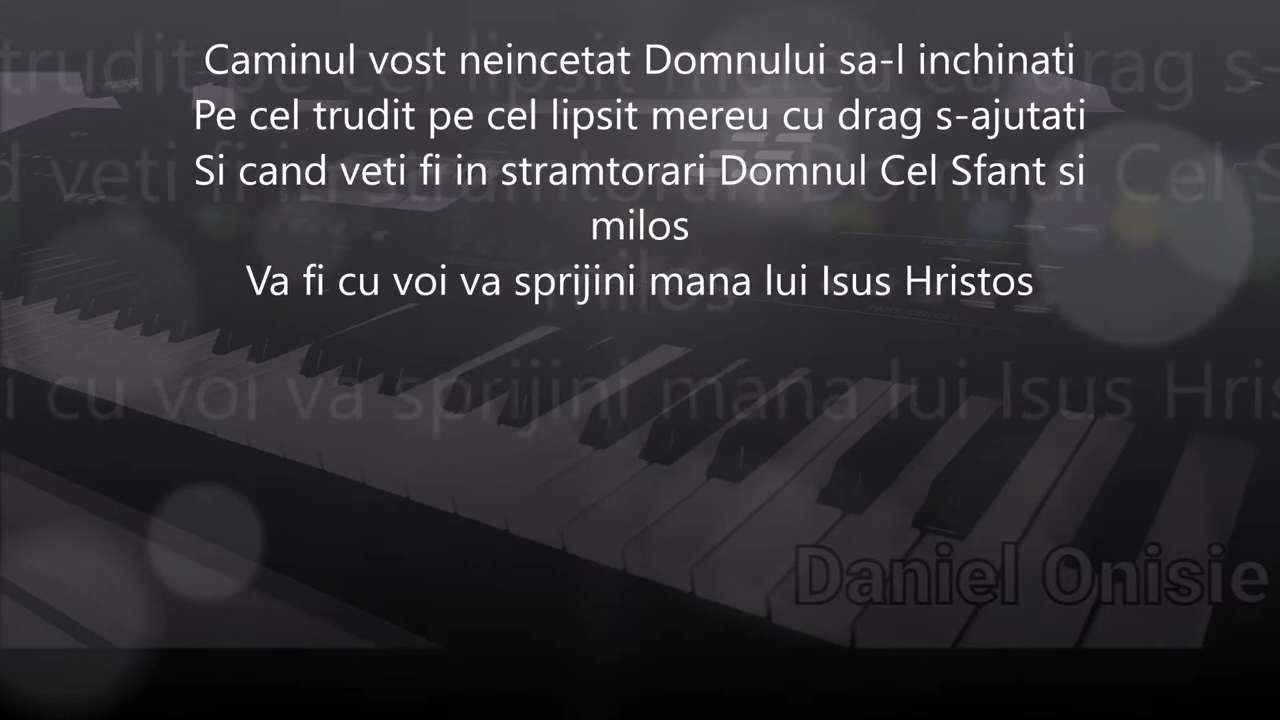 Caminul vost neincetat Domnului sa-l inchinati
Pe cel trudit pe cel lipsit mereu cu drag s-ajutati
Si cand veti fi in stramtorari Domnul Cel Sfant si
milos
Va fi cu voi va sprijini mana lui Isus Hristos
Daniel Onisie